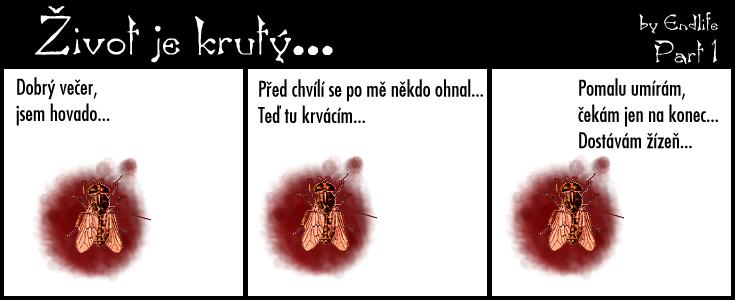 Život je krutý...
by Endlife
Part 1
Dobrý večer,
jsem hovado...
Před chvílí se po mě někdo ohnal...
Teď tu krvácím...
Pomalu umírám,
čekám jen na konec...
Dostávám žízeň...